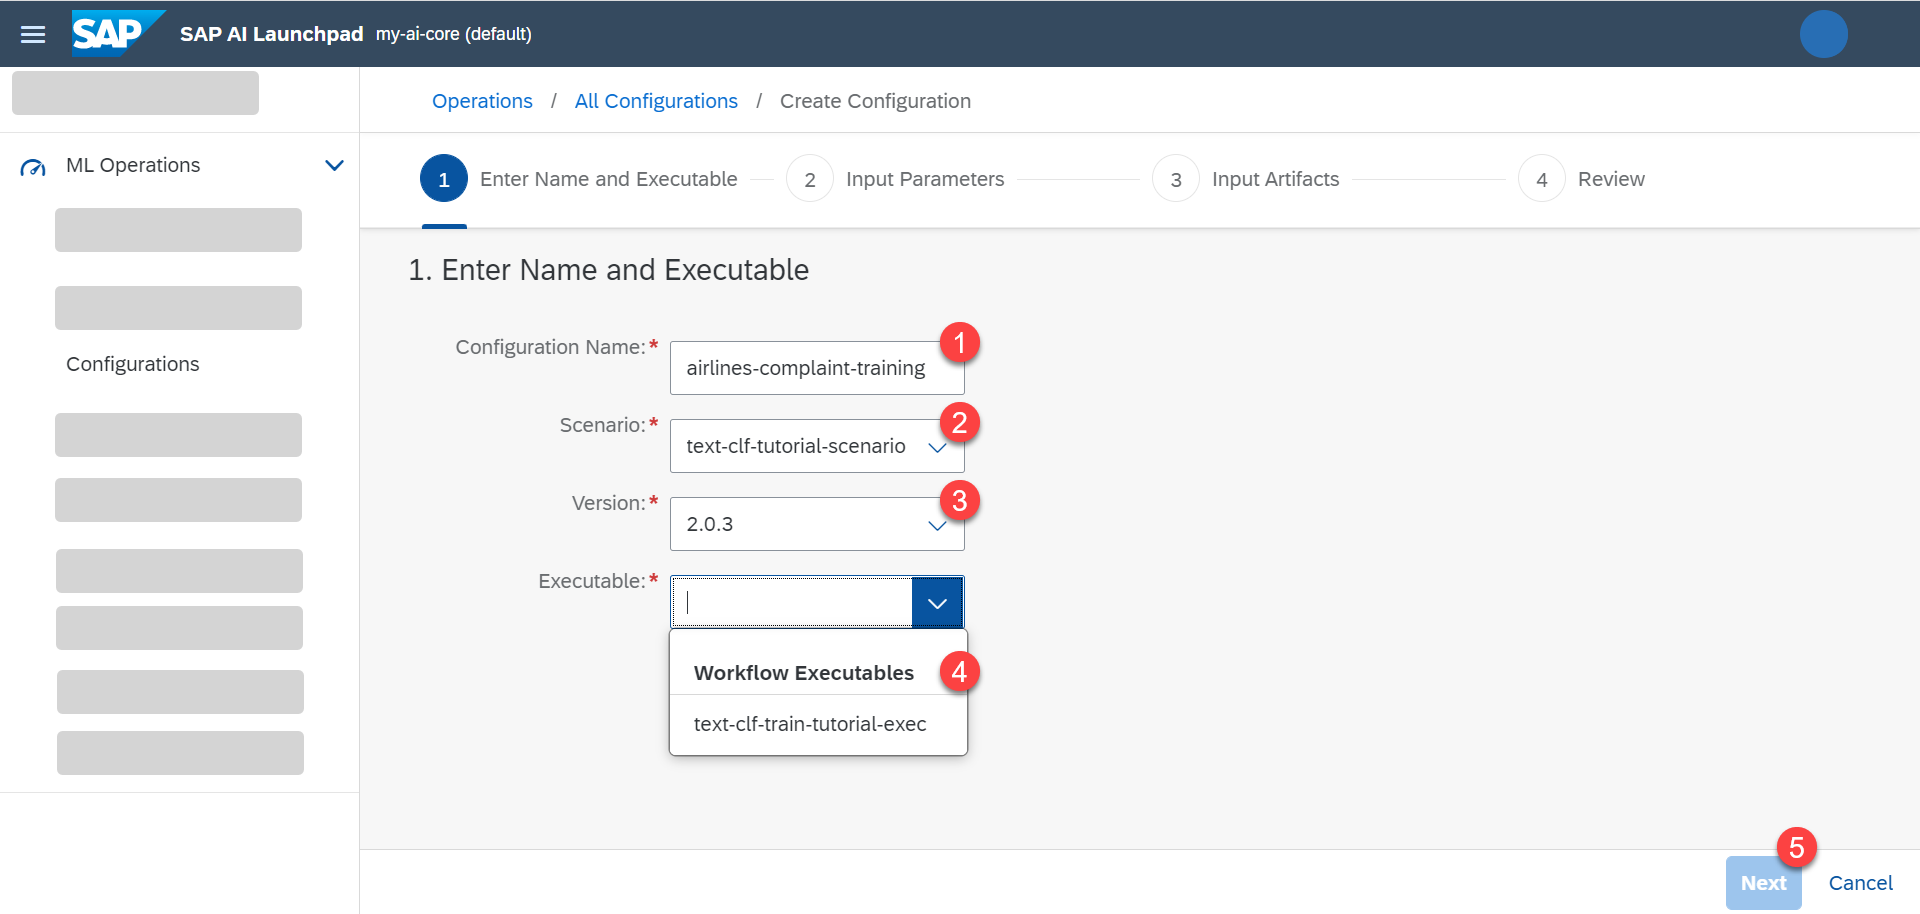 SAP SAP AI Launchpad my-ai-core (default)
Operations / All Configurations / Create Configuration
ML Operations
Configurations
1 Enter Name and Executable 2 Input Parameters 3 Input Artifacts 4 Review
1. Enter Name and Executable
Configuration Name:* airlines-complaint-training 1
Scenario:* text-clf-tutorial-scenario 2
Version:* 2.0.3 3
Executable:*
Workflow Executables 4
text-clf-train-tutorial-exec
5
Next Cancel